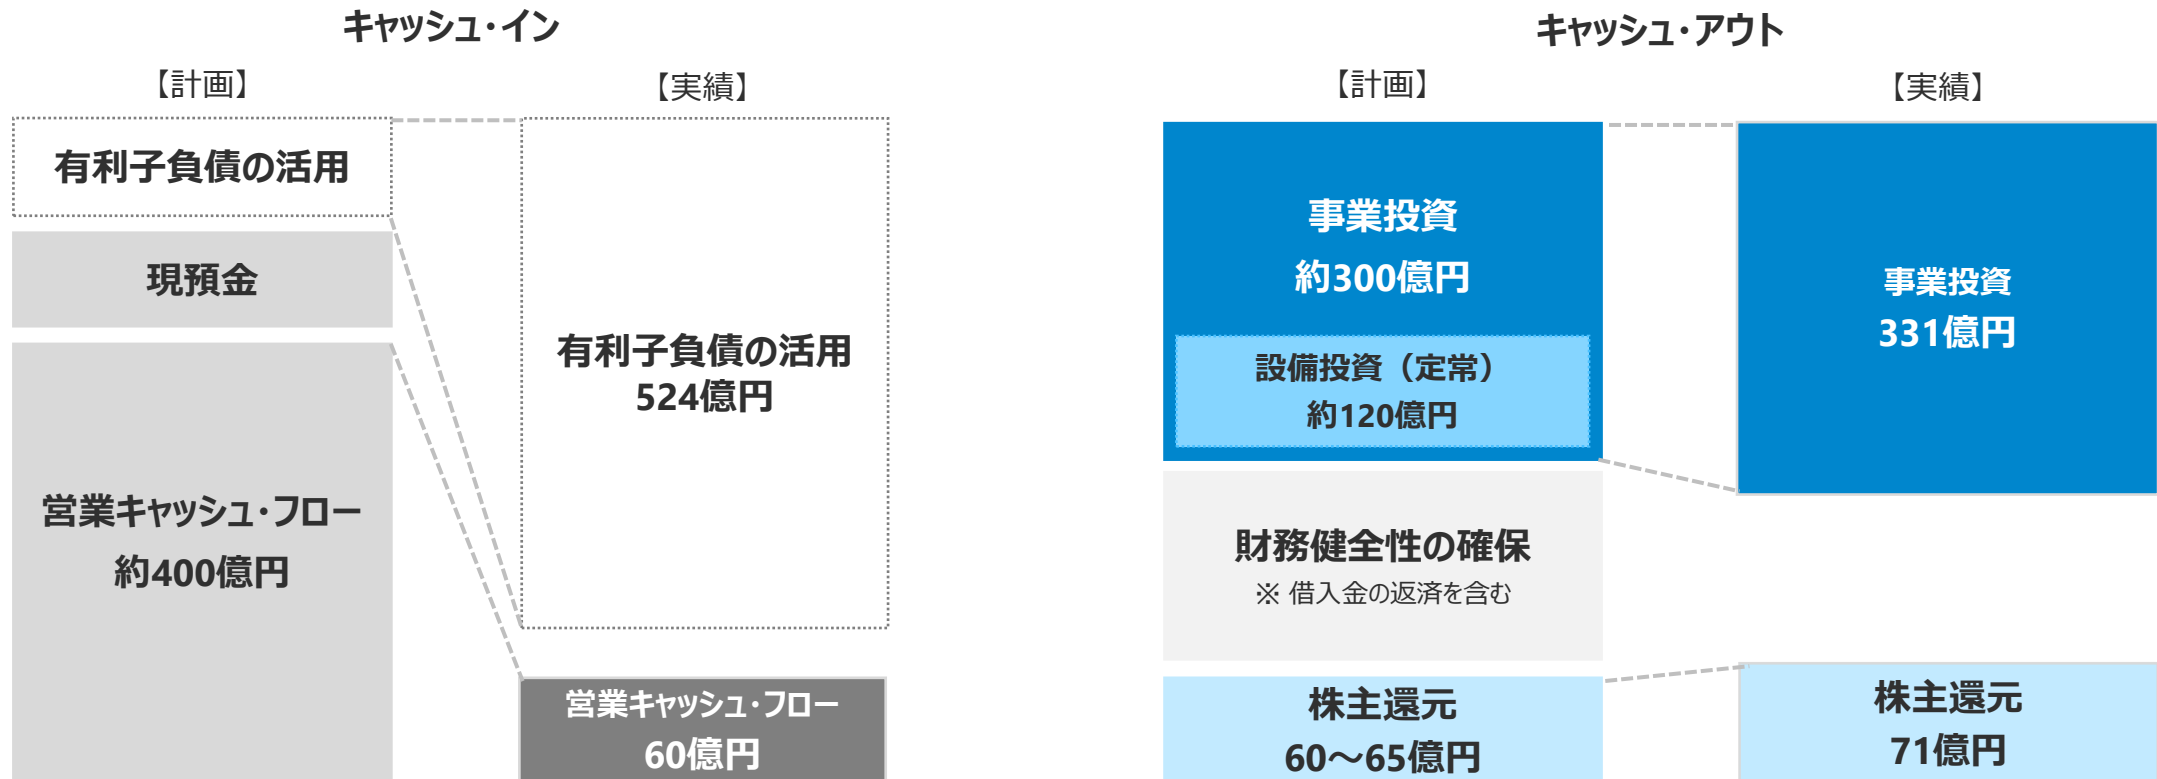 キャッシュ・イン
【計画】
【実績】
有利子負債の活用
現預金
営業キャッシュ・フロー
約400億円
有利子負債の活用
524億円
営業キャッシュ・フロー
60億円
キャッシュ・アウト
【計画】
【実績】
事業投資
約300億円
設備投資（定常）
約120億円
財務健全性の確保
※ 借入金の返済を含む
株主還元
60～65億円
事業投資
331億円
株主還元
71億円